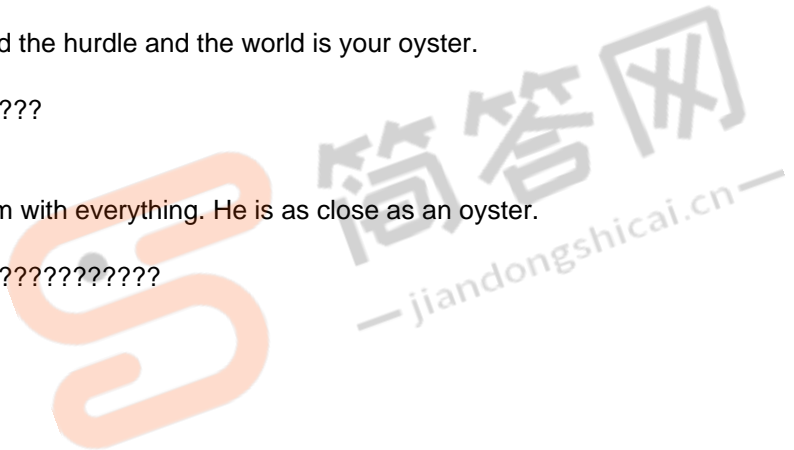 d the hurdle and the world is your oyster.
???
m with everything. He is as close as an oyster.
???????????
简答网
jiandongshicai.cn